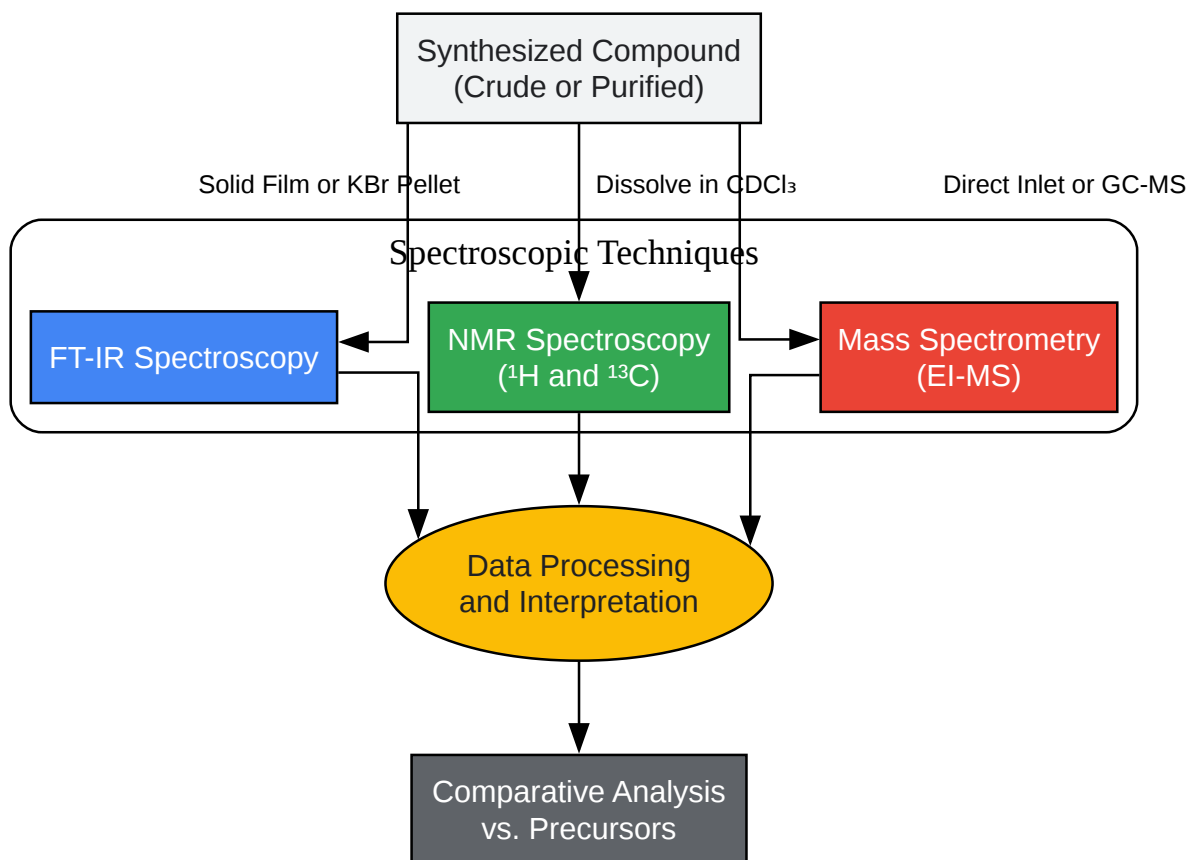 Synthesized Compound
(Crude or Purified)
Solid Film or KBr Pellet
Dissolve in CDCl₃
Direct Inlet or GC-MS
Spectroscopic Techniques
FT-IR Spectroscopy
NMR Spectroscopy
(¹H and ¹³C)
Mass Spectrometry
(EI-MS)
Data Processing
and Interpretation
Comparative Analysis
vs. Precursors